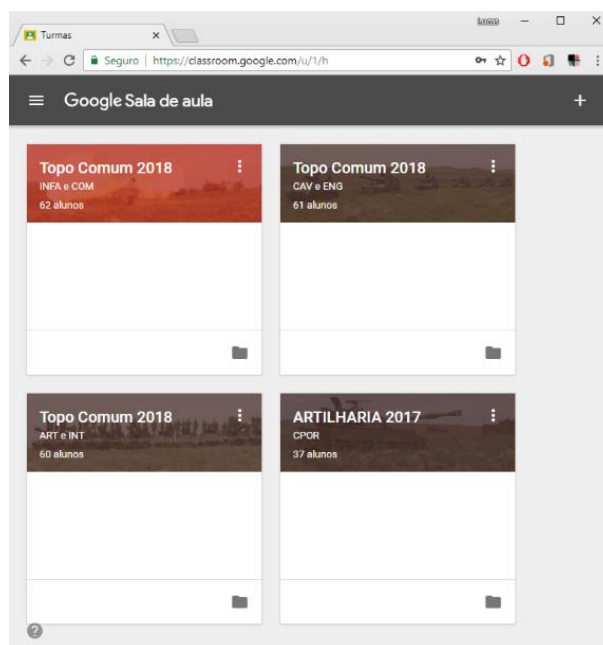 Turmas
Seguro | https://classroom.google.com/u/1/h
Google Sala de aula
Topo Comum 2018
INFA e COM
62 alunos
Topo Comum 2018
CAV e ENG
61 alunos
Topo Comum 2018
ART e INT
60 alunos
ARTILHARIA 2017
CPOR
37 alunos